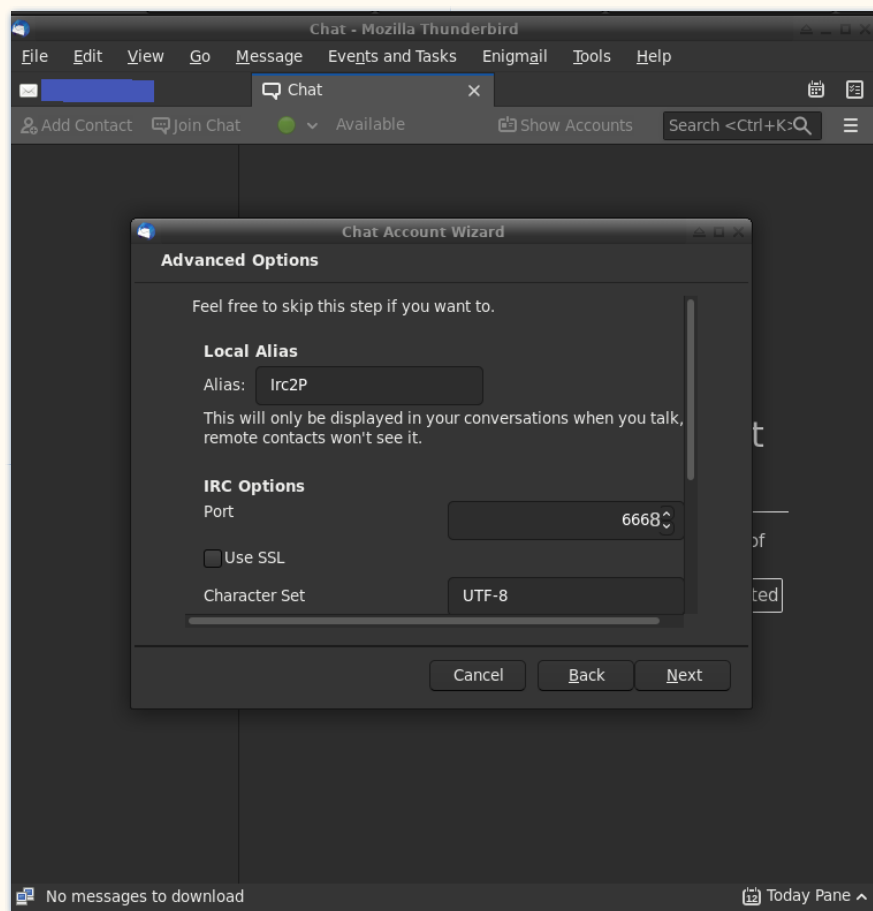 Chat - Mozilla Thunderbird
File Edit View Go Message Events and Tasks Enigmail Tools Help
Chat
Add Contact Join Chat Available Show Accounts Search <Ctrl+K>
Chat Account Wizard
Advanced Options
Feel free to skip this step if you want to.
Local Alias
Alias: Irc2P
This will only be displayed in your conversations when you talk,
remote contacts won't see it.
t
IRC Options
Port
6668
of
Use SSL
Character Set UTF-8
ted
Cancel Back Next
No messages to download
12 Today Pane